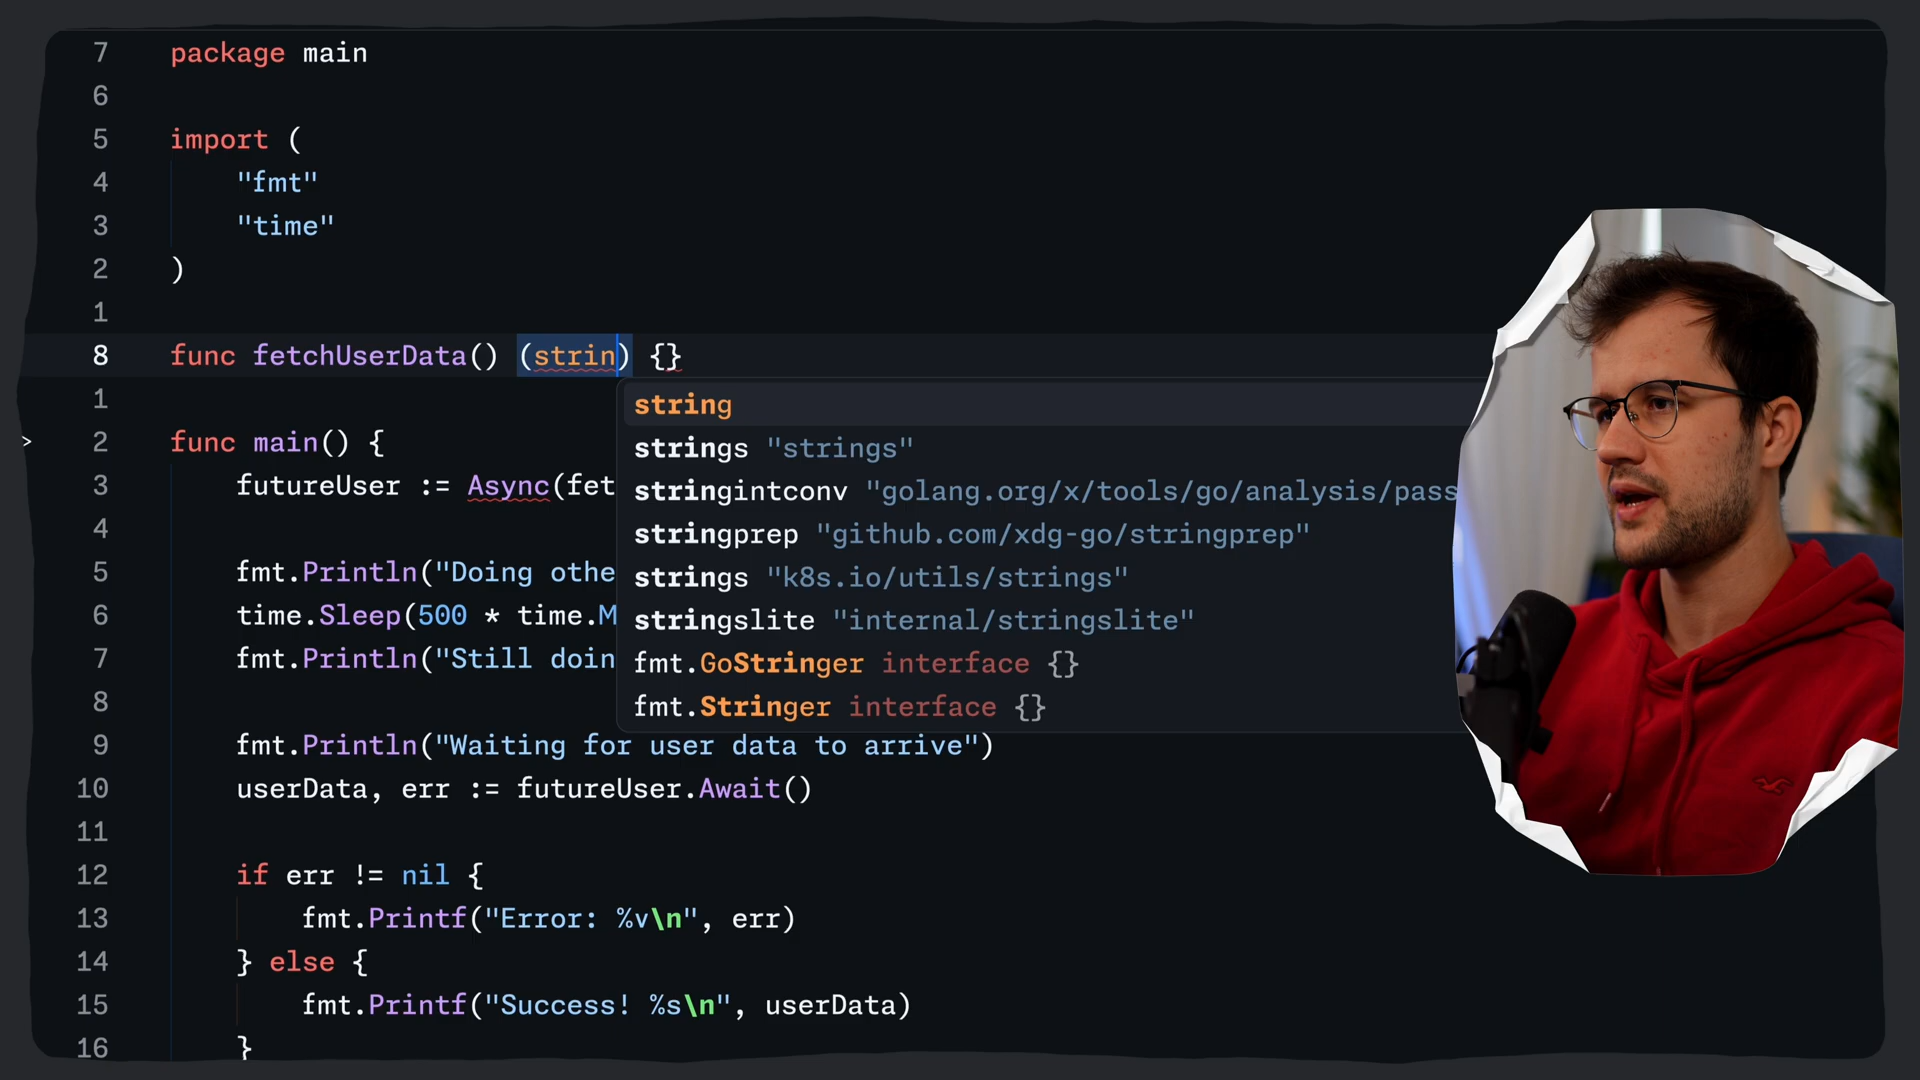 7 package main
6
5 import (
4 "fmt"
3 "time"
2 )
1
8 func fetchUserData() (strin) {}
1
string
> 2 func main() {
strings "strings"
3 futureUser := Async(fet
stringintconv "golang.org/x/tools/go/analysis/pass
4
stringprep "github.com/xdg-go/stringprep"
5 fmt.Println("Doing othe
strings "k8s.io/utils/strings"
6 time.Sleep(500 * time.M
stringslite "internal/stringslite"
7 fmt.Println("Still doin
fmt.GoStringer interface {}
8
fmt.Stringer interface {}
9 fmt.Println("Waiting for user data to arrive")
10 userData, err := futureUser.Await()
11
12 if err != nil {
13 fmt.Printf("Error: %v\n", err)
14 } else {
15 fmt.Printf("Success! %s\n", userData)
16 }